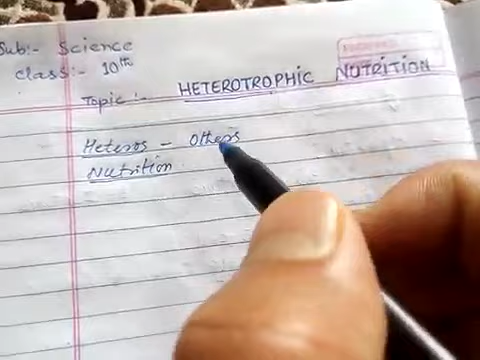 Sub:- Science
Class:- 10th
Topic:- HETEROTROPHIC NUTRITION
Heteros - Others
Nutrition